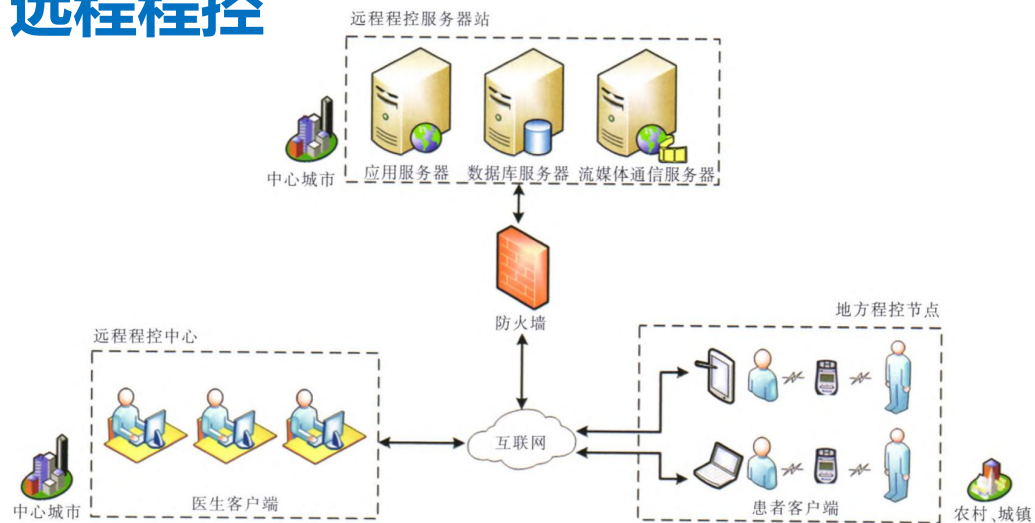 远程程控
远程程控服务器站
应用服务器
数据库服务器
流媒体通信服务器
中心城市
防火墙
地方程控节点
远程程控中心
互联网
医生客户端
中心城市
患者客户端
农村、城镇